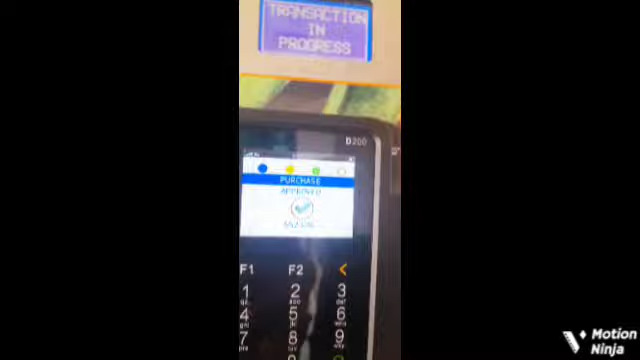 TRANSACTION
IN
PROGRESS
D200
PURCHASE
APPROVED
F1 F2 <
1 2 3
4 5 6
7 8 9
0
Motion
Ninja